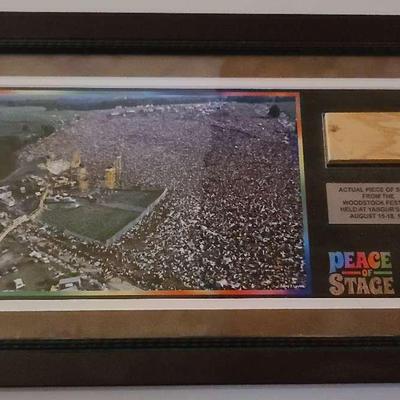 ACTUAL PIECE OF S
FROM THE
WOODSTOCK FEST
HELD AT YASGUR'S
AUGUST 15-18, 1
PEACE
OF
STAGE